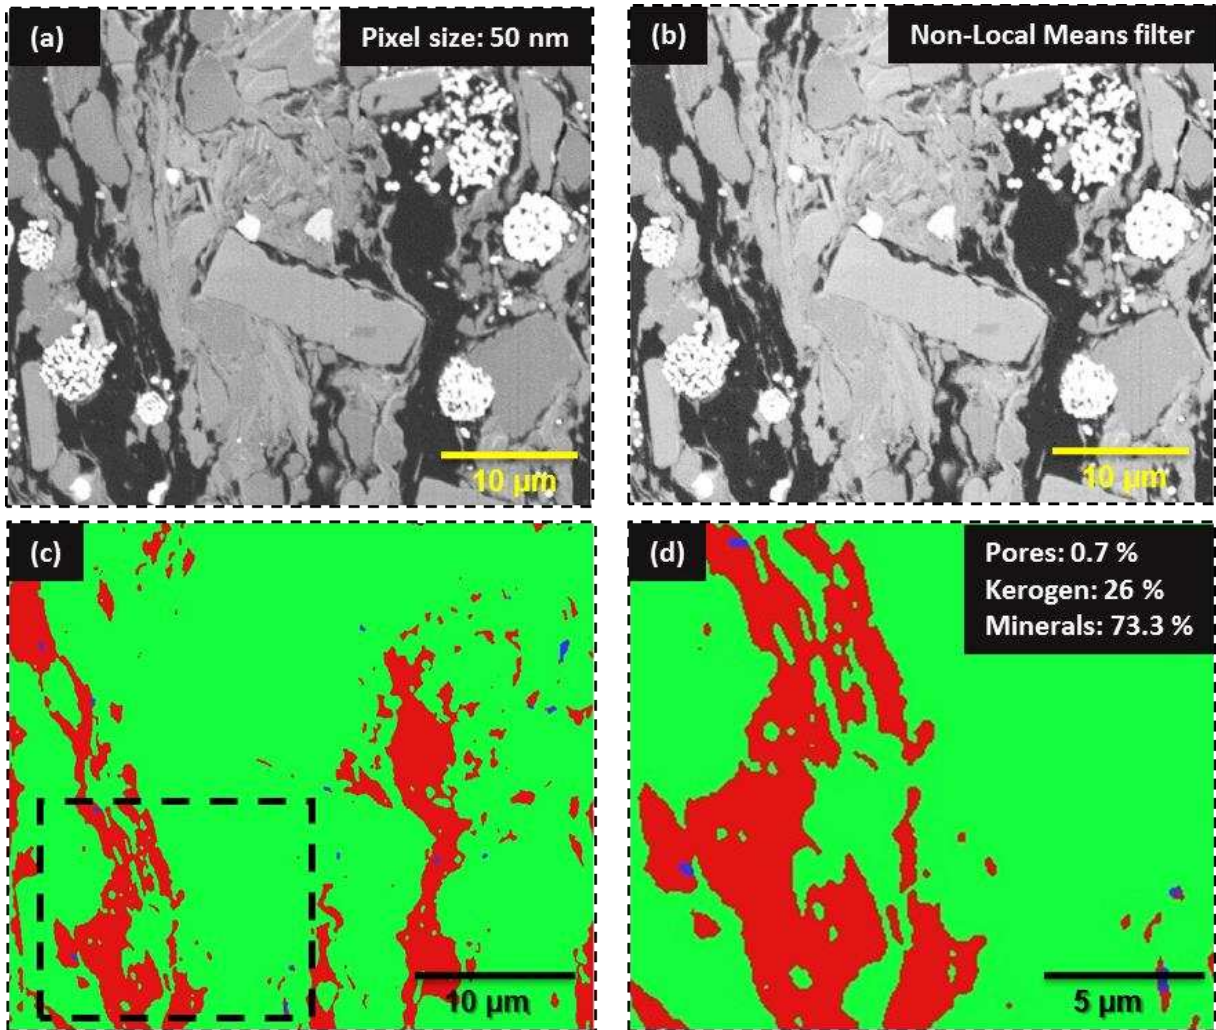 (a)
Pixel size: 50 nm
10 µm
(b)
Non-Local Means filter
10 µm
(c)
10 µm
(d)
Pores: 0.7 %
Kerogen: 26 %
Minerals: 73.3 %
5 µm